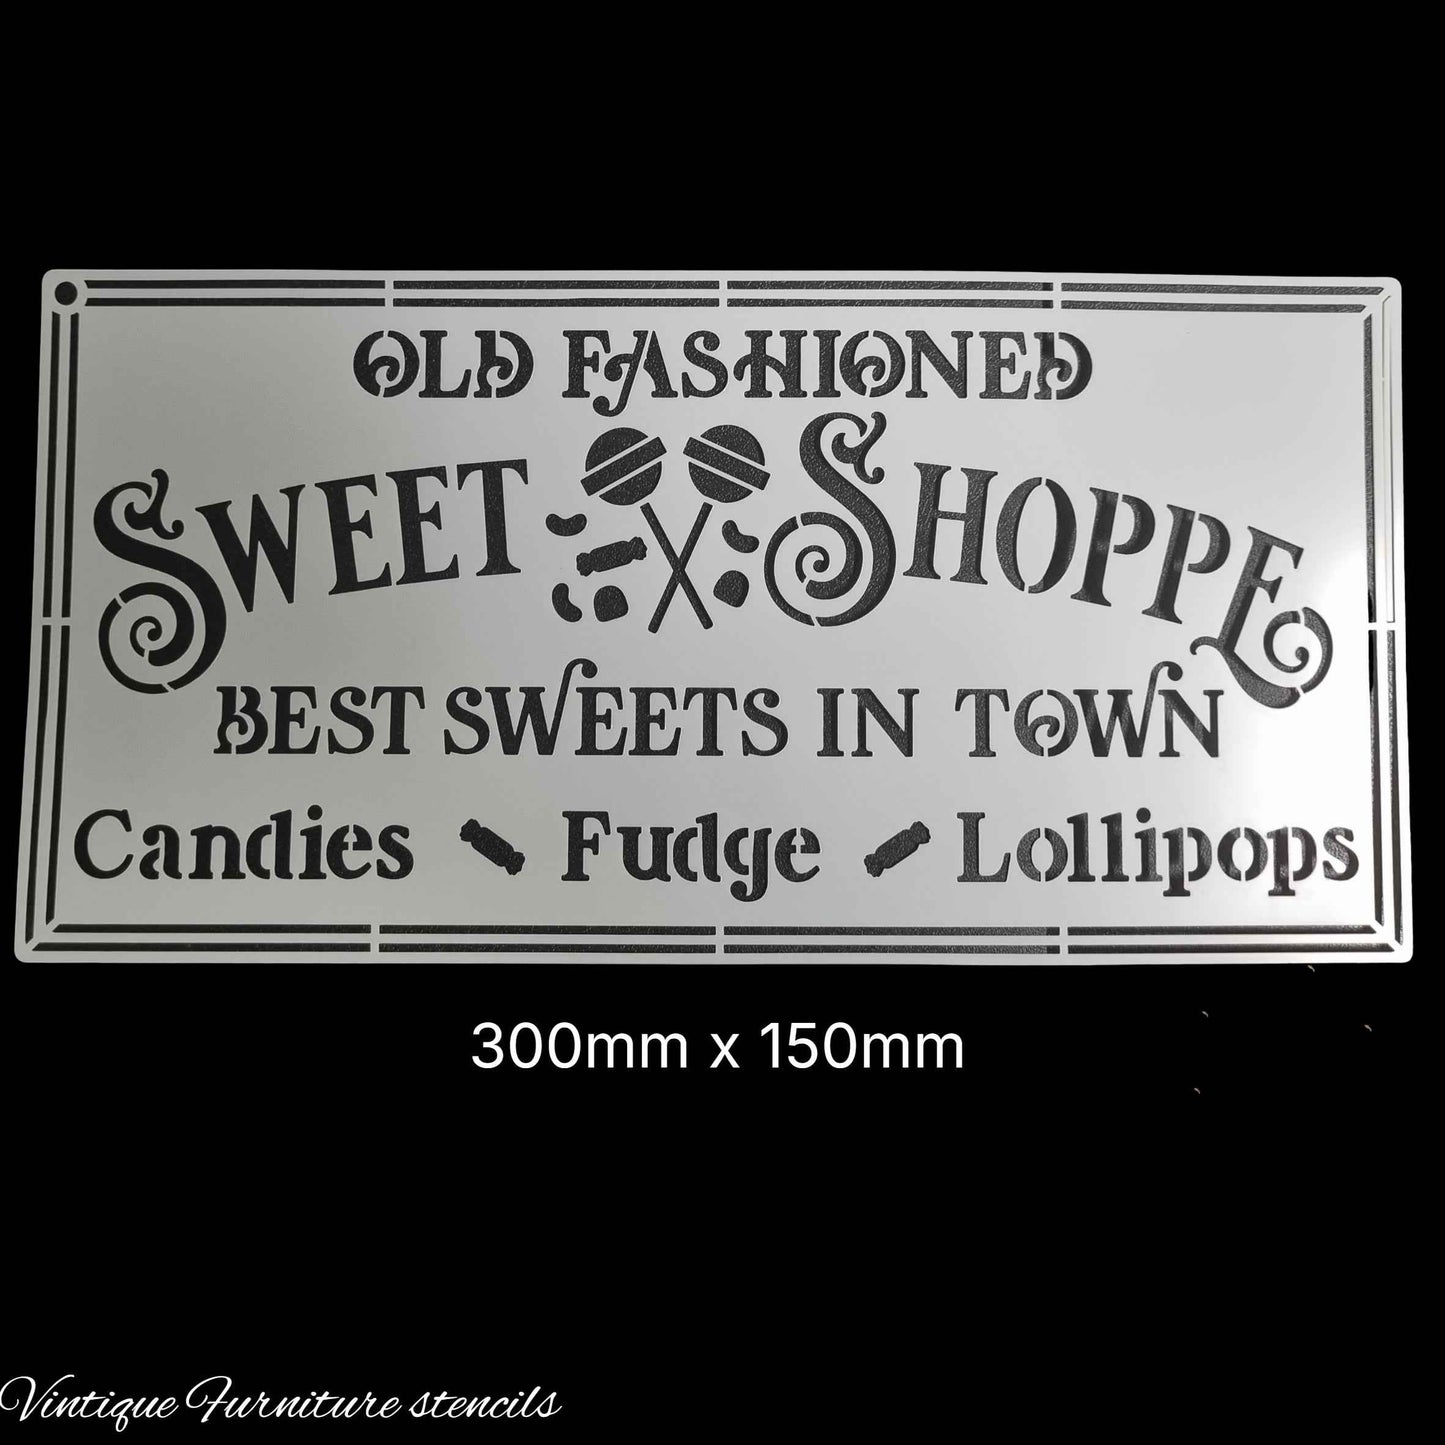 OLD FASHIONED
SWEET SHOPPE
BEST SWEETS IN TOWN
Candies Fudge Lollipops
300mm x 150mm
Vintique Furniture stencils